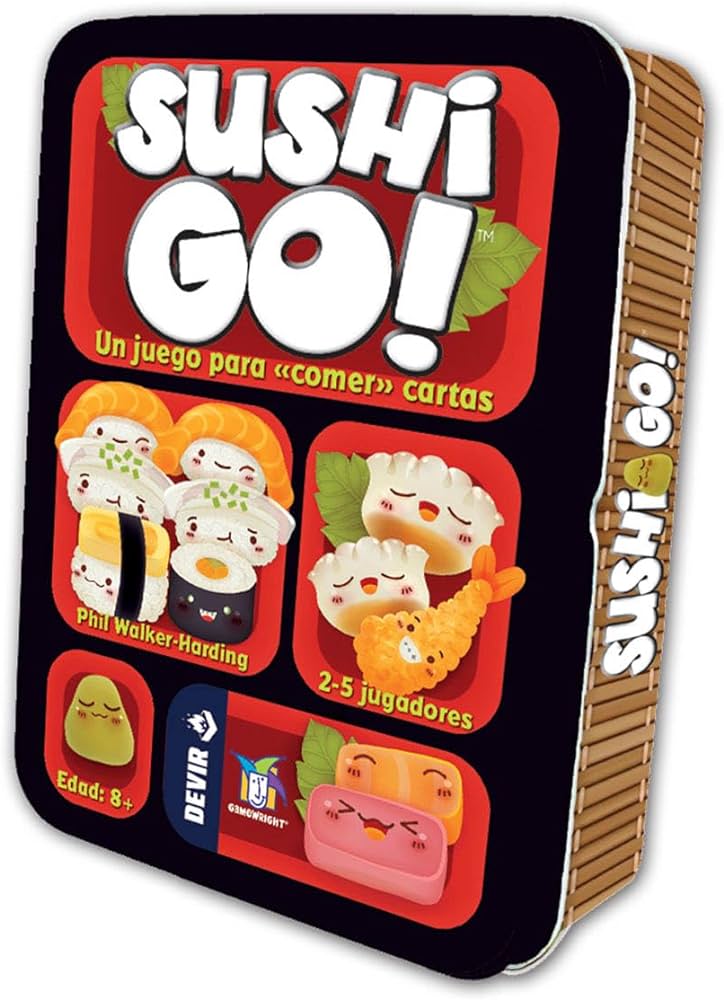 SUSHi
GO!™
Un juego para «comer» cartas
Phil Walker-Harding
2-5 jugadores
Edad: 8+
DEVIR
GAMEWRIGHT®
SUSHi GO!